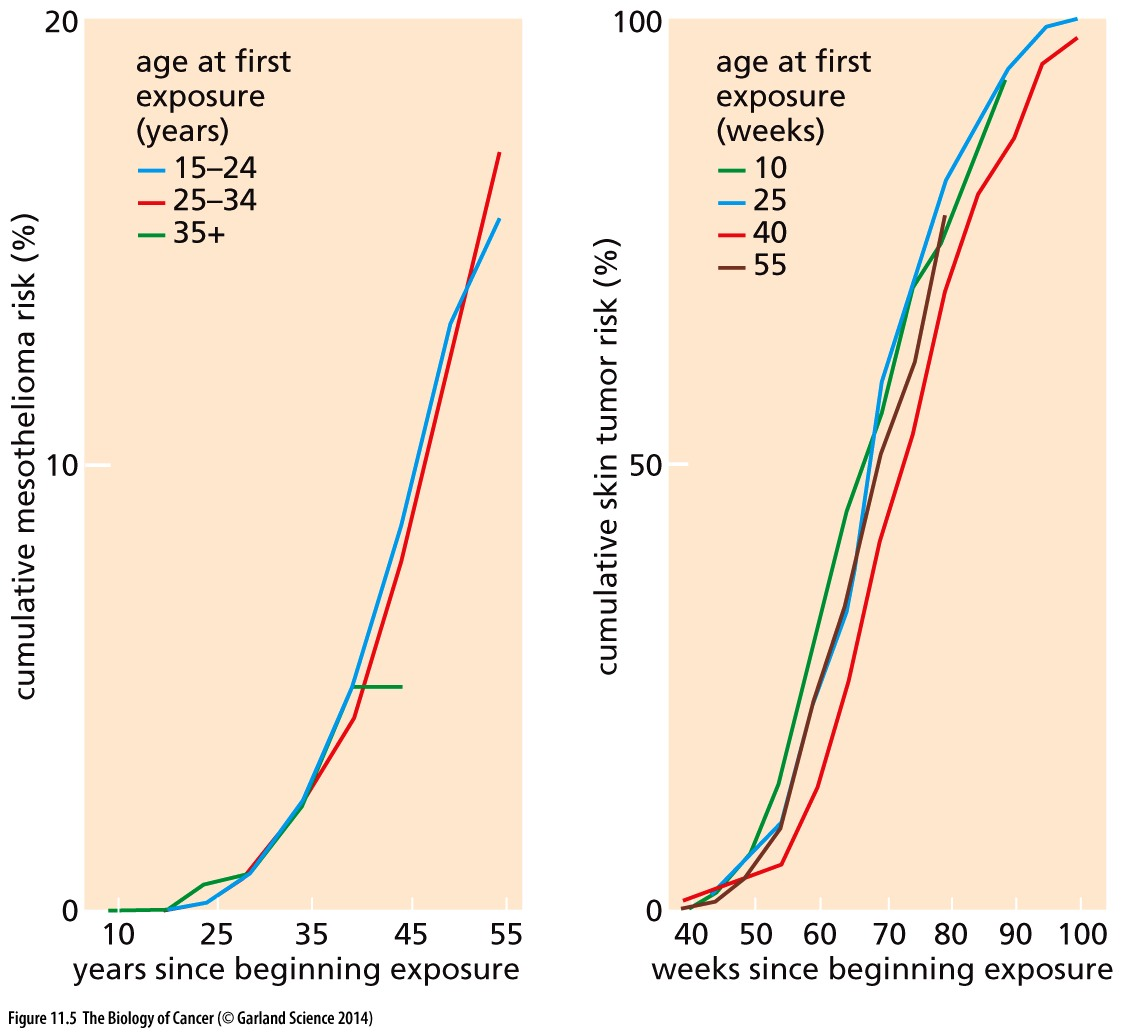 20
age at first
exposure
(years)
15–24
25–34
35+
cumulative mesothelioma risk (%)
10
0
10 25 35 45 55
years since beginning exposure
100
age at first
exposure
(weeks)
10
25
40
55
cumulative skin tumor risk (%)
50
0
40 50 60 70 80 90 100
weeks since beginning exposure
Figure 11.5 The Biology of Cancer (© Garland Science 2014)